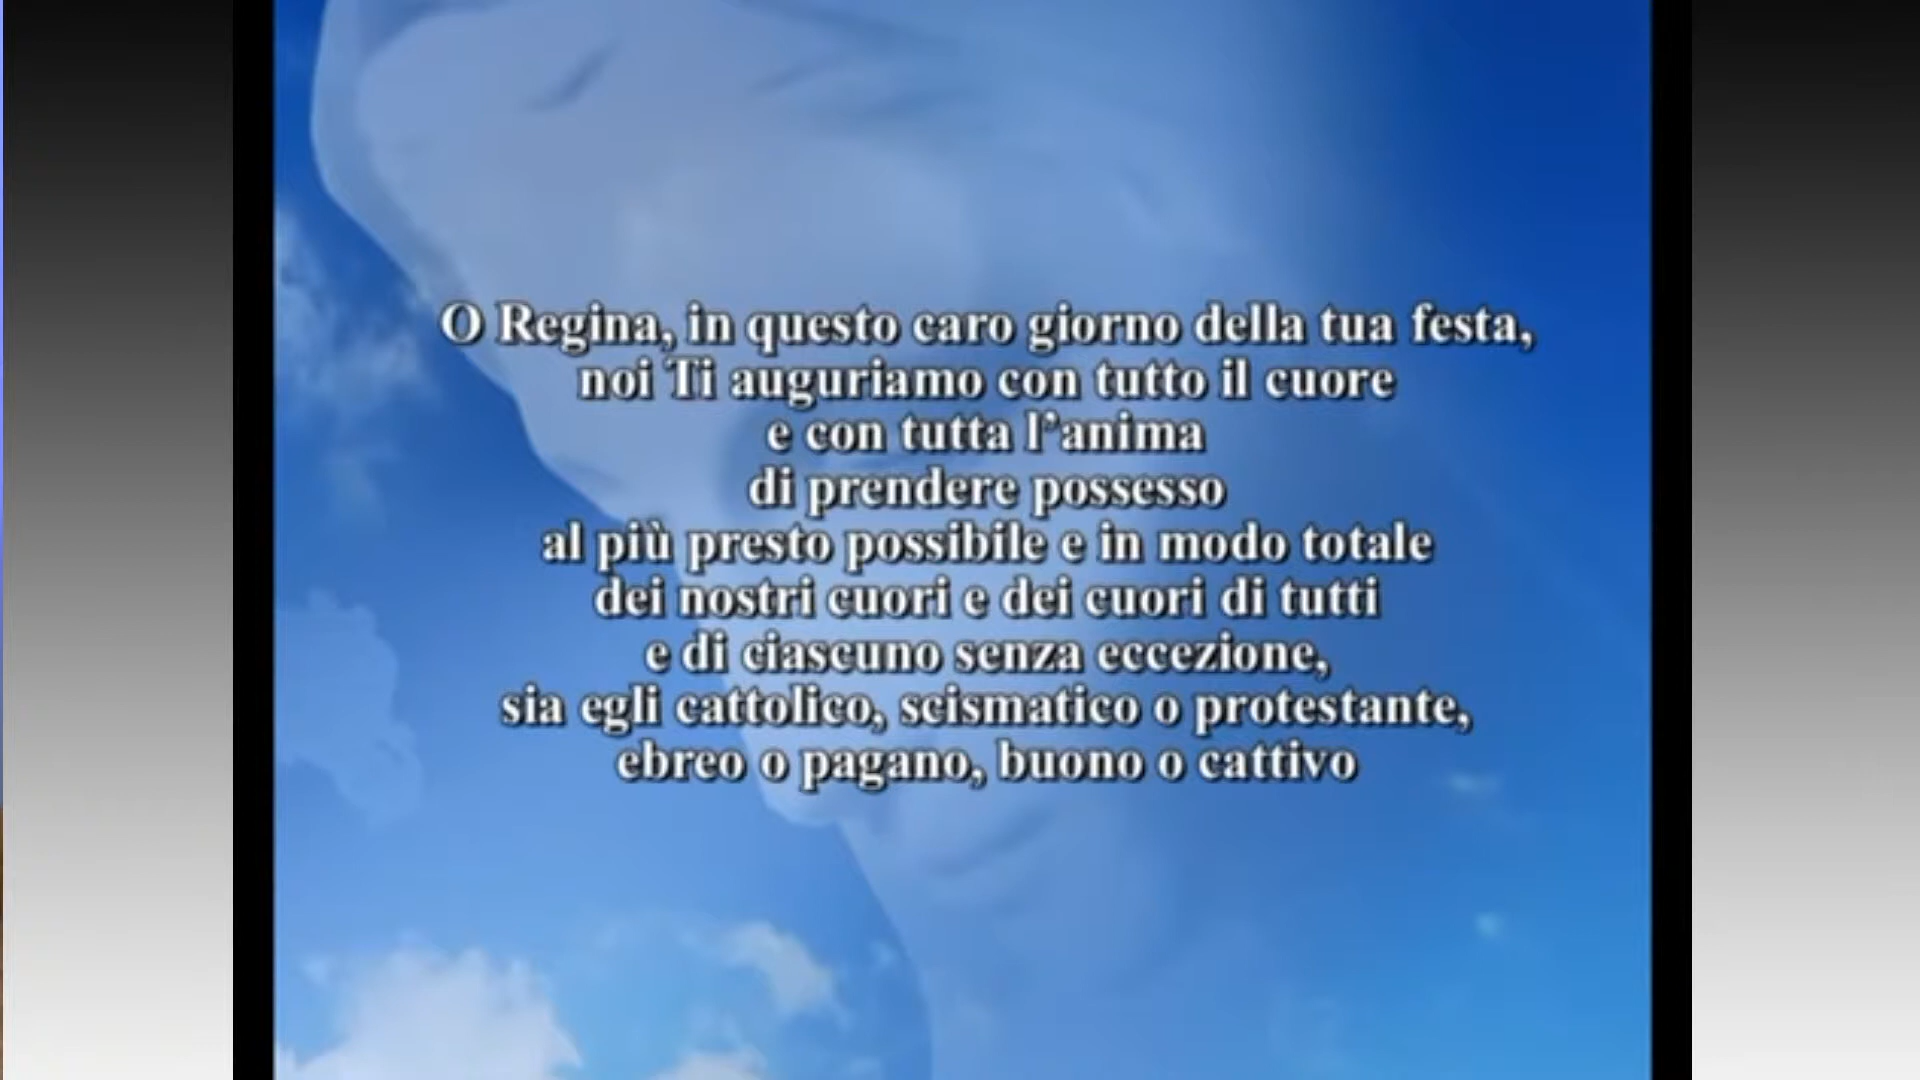 O Regina, in questo caro giorno della tua festa,
noi Ti auguriamo con tutto il cuore
e con tutta l'anima
di prendere possesso
al più presto possibile e in modo totale
dei nostri cuori e dei cuori di tutti
e di ciascuno senza eccezione,
sia egli cattolico, scismatico o protestante,
ebreo o pagano, buono o cattivo